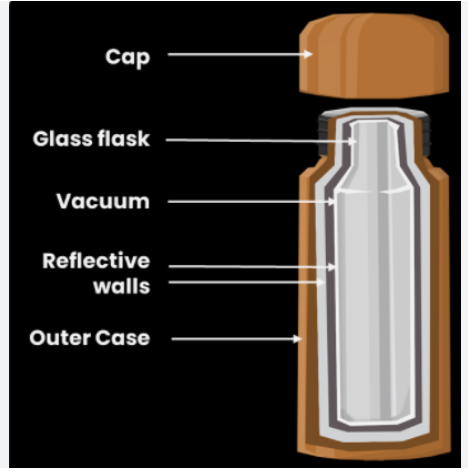 Cap
Glass flask
Vacuum
Reflective
walls
Outer Case